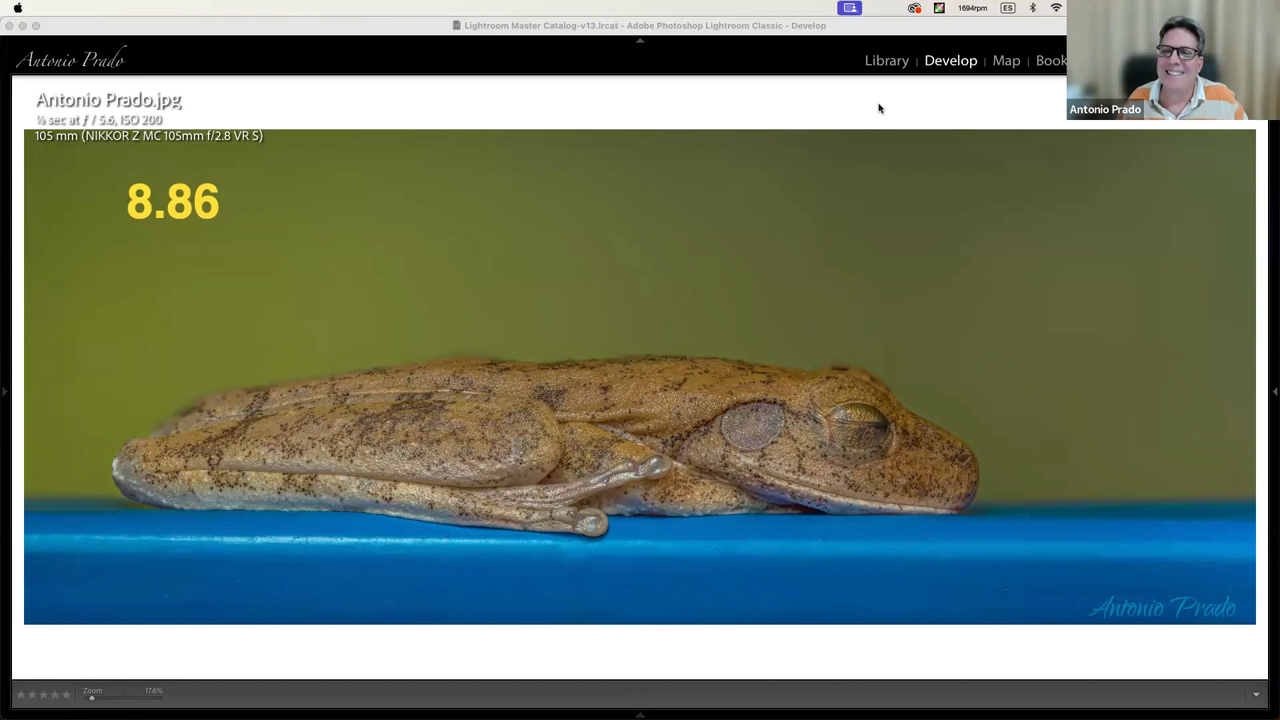 1694rpm ES
Lightroom Master Catalog-v13.lrcat - Adobe Photoshop Lightroom Classic - Develop
Antonio Prado
Library | Develop | Map | Book
Antonio Prado.jpg
Antonio Prado
⅛ sec at ƒ / 5.6, ISO 200
105 mm (NIKKOR Z MC 105mm f/2.8 VR S)
8.86
Antonio Prado
Zoom 17.6%